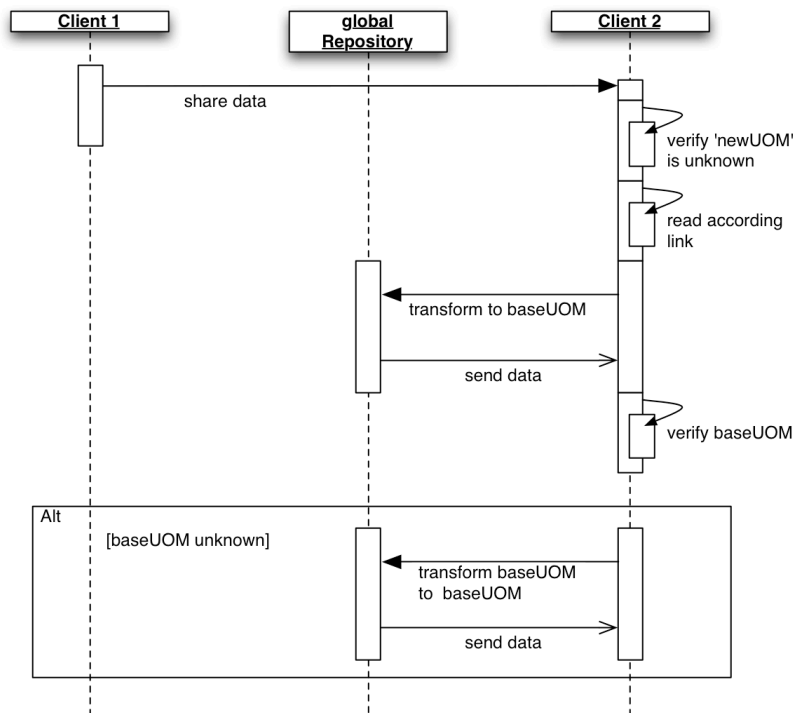 Client 1
global
Repository
Client 2
share data
verify 'newUOM'
is unknown
read according
link
transform to baseUOM
send data
verify baseUOM
Alt
[baseUOM unknown]
transform baseUOM
to baseUOM
send data